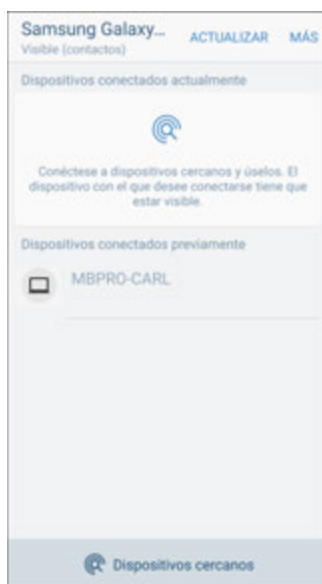 Samsung Galaxy...
ACTUALIZAR
MÁS
Visible (contactos)
Dispositivos conectados actualmente
Conéctese a dispositivos cercanos y úselos. El
dispositivo con el que desee conectarse tiene que
estar visible.
Dispositivos conectados previamente
MBPRO-CARL
Dispositivos cercanos